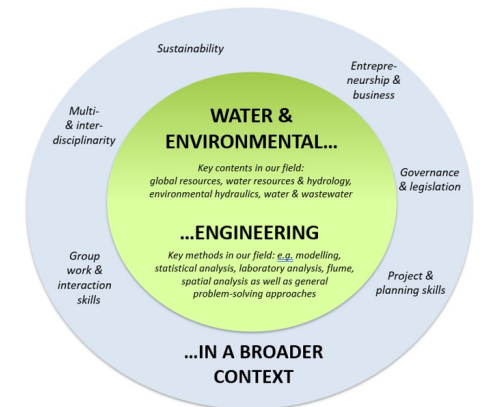 Sustainability
Entrepre-
neurship &
business
Multi-
& inter-
disciplinarity
WATER &
ENVIRONMENTAL…
Key contents in our field:
global resources, water resources & hydrology,
environmental hydraulics, water & wastewater
Governance
& legislation
…ENGINEERING
Key methods in our field: e.g. modelling,
statistical analysis, laboratory analysis, flume,
spatial analysis as well as general
problem-solving approaches
Group
work &
interaction
skills
Project &
planning skills
…IN A BROADER
CONTEXT